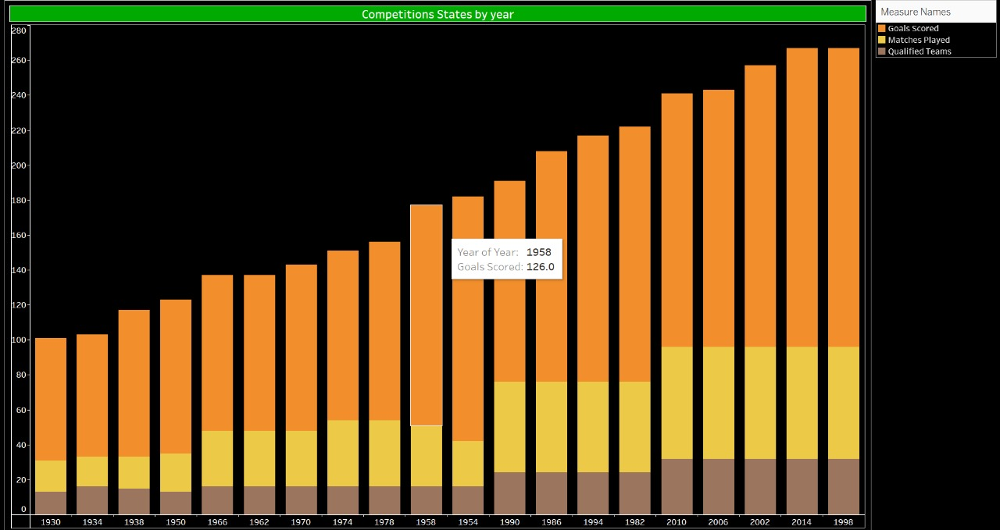 Competitions States by year
Measure Names
Goals Scored
Matches Played
Qualified Teams
280
260
240
220
200
180
160
140
120
100
80
60
40
20
0
Year of Year: 1958
Goals Scored: 126.0
1930 1934 1938 1950 1966 1962 1970 1974 1978 1958 1954 1990 1986 1994 1982 2010 2006 2002 2014 1998